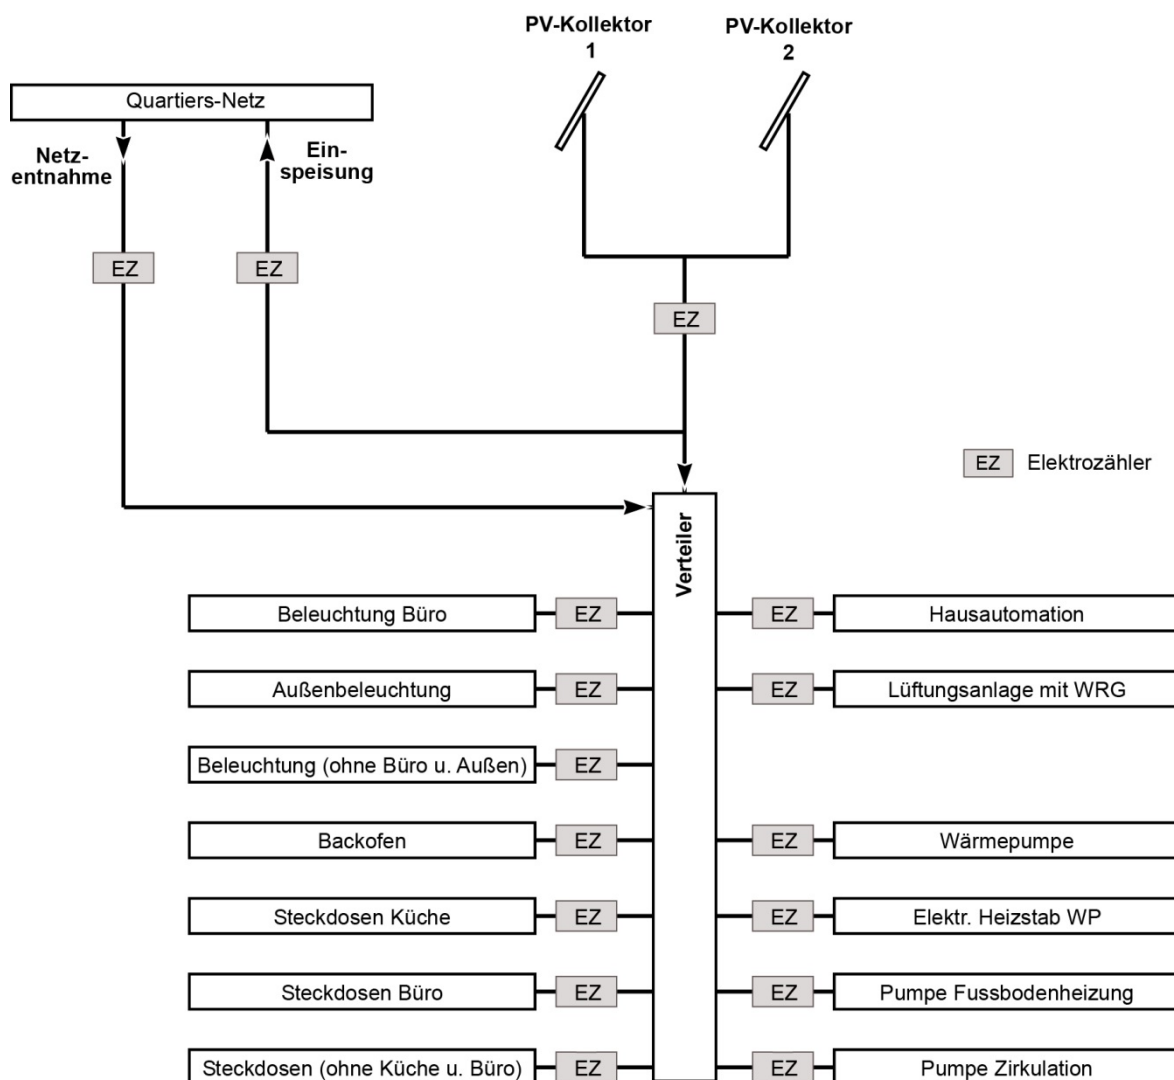 PV-Kollektor
1
PV-Kollektor
2
Quartiers-Netz
Netz-
entnahme
Ein-
speisung
EZ
EZ
EZ
EZ Elektrozähler
Verteiler
Beleuchtung Büro EZ
EZ Hausautomation
Außenbeleuchtung EZ
EZ Lüftungsanlage mit WRG
Beleuchtung (ohne Büro u. Außen) EZ
Backofen EZ
EZ Wärmepumpe
Steckdosen Küche EZ
EZ Elektr. Heizstab WP
Steckdosen Büro EZ
EZ Pumpe Fussbodenheizung
Steckdosen (ohne Küche u. Büro) EZ
EZ Pumpe Zirkulation